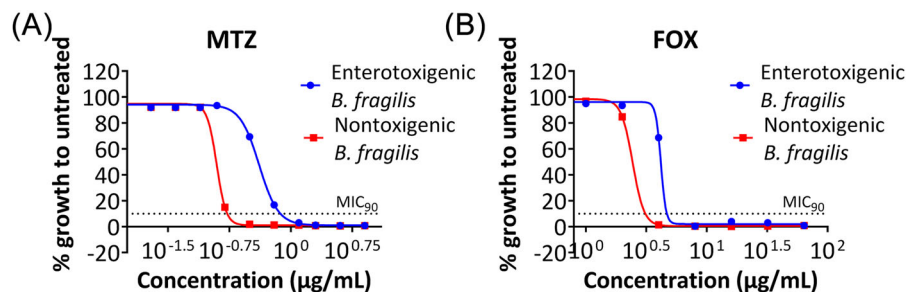 (A)
MTZ
% growth to untreated
120
100
80
60
40
20
0
-20
Enterotoxigenic
B. fragilis
Nontoxigenic
B. fragilis
MIC90
10-1.5 10-0.75 100 100.75
Concentration (µg/mL)
(B)
FOX
% growth to untreated
120
100
80
60
40
20
0
-20
Enterotoxigenic
B. fragilis
Nontoxigenic
B. fragilis
MIC90
100 100.5 101 101.5 102
Concentration (µg/mL)